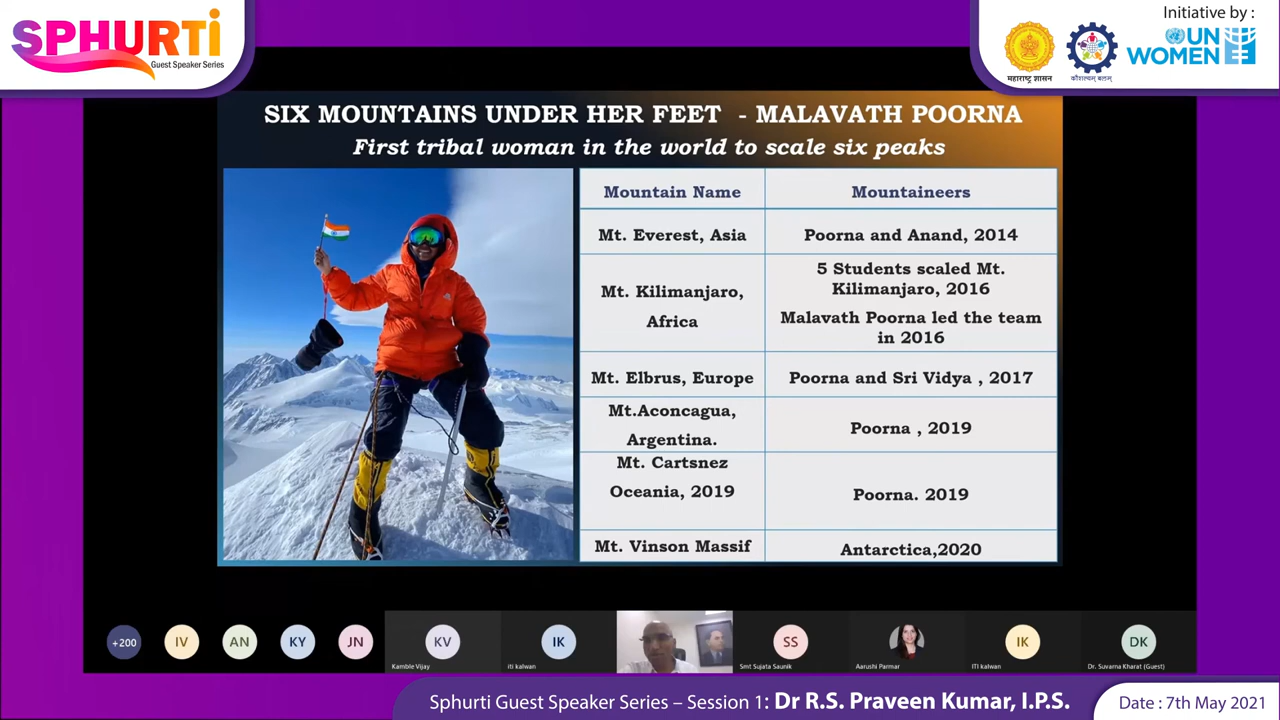 SPHURTI
Guest Speaker Series
Initiative by :
महाराष्ट्र शासन
कौशल्यम् बलम्
UN
WOMEN
SIX MOUNTAINS UNDER HER FEET - MALAVATH POORNA
First tribal woman in the world to scale six peaks
Mountain Name
Mountaineers
Mt. Everest, Asia
Poorna and Anand, 2014
Mt. Kilimanjaro,
Africa
5 Students scaled Mt.
Kilimanjaro, 2016
Malavath Poorna led the team
in 2016
Mt. Elbrus, Europe
Poorna and Sri Vidya , 2017
Mt.Aconcagua,
Argentina.
Poorna , 2019
Mt. Cartsnez
Oceania, 2019
Poorna. 2019
Mt. Vinson Massif
Antarctica,2020
+200
IV
AN
KY
JN
KV
Kamble Vijay
IK
iti kalwan
SS
Smt Sujata Saunik
Aarushi Parmar
IK
ITI kalwan
DK
Dr. Suvarna Kharat (Guest)
Sphurti Guest Speaker Series – Session 1: Dr R.S. Praveen Kumar, I.P.S.
Date : 7th May 2021